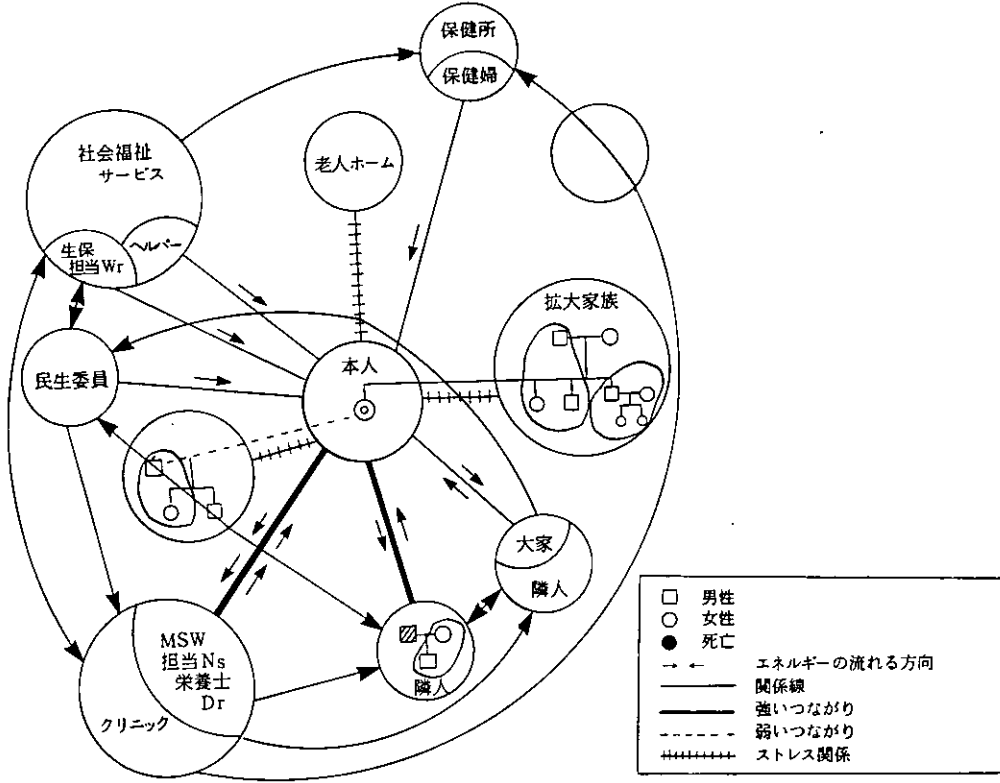 保健所
保健婦
老人ホーム
社会福祉
サービス
ヘルパー
生保
担当Wr
民生委員
本人
拡大家族
大家
隣人
隣人
MSW
担当Ns
栄養士
Dr
クリニック
男性
女性
死亡
エネルギーの流れる方向
関係線
強いつながり
弱いつながり
ストレス関係